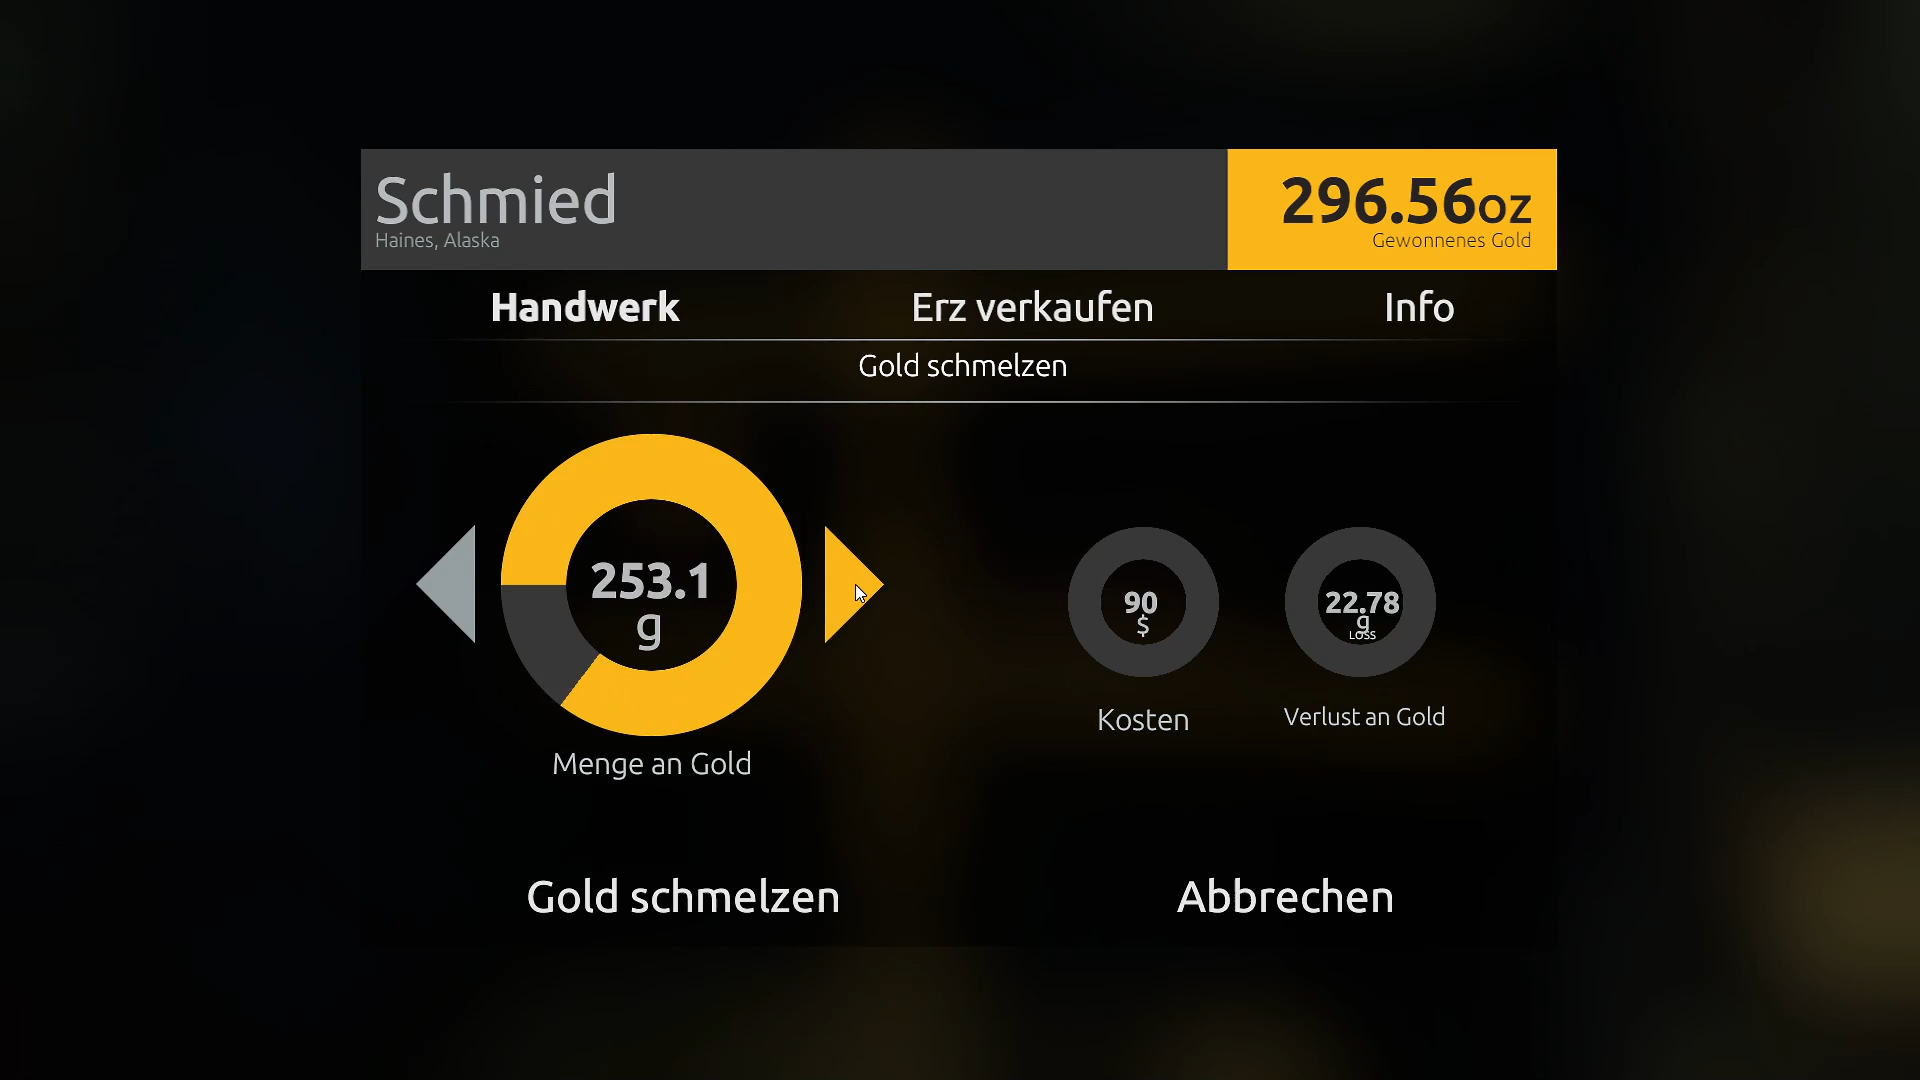 Schmied
Haines, Alaska
296.56oz
Gewonnenes Gold
Handwerk
Erz verkaufen
Info
Gold schmelzen
253.1
g
Menge an Gold
90
$
Kosten
22.78
g
LOSS
Verlust an Gold
Gold schmelzen
Abbrechen